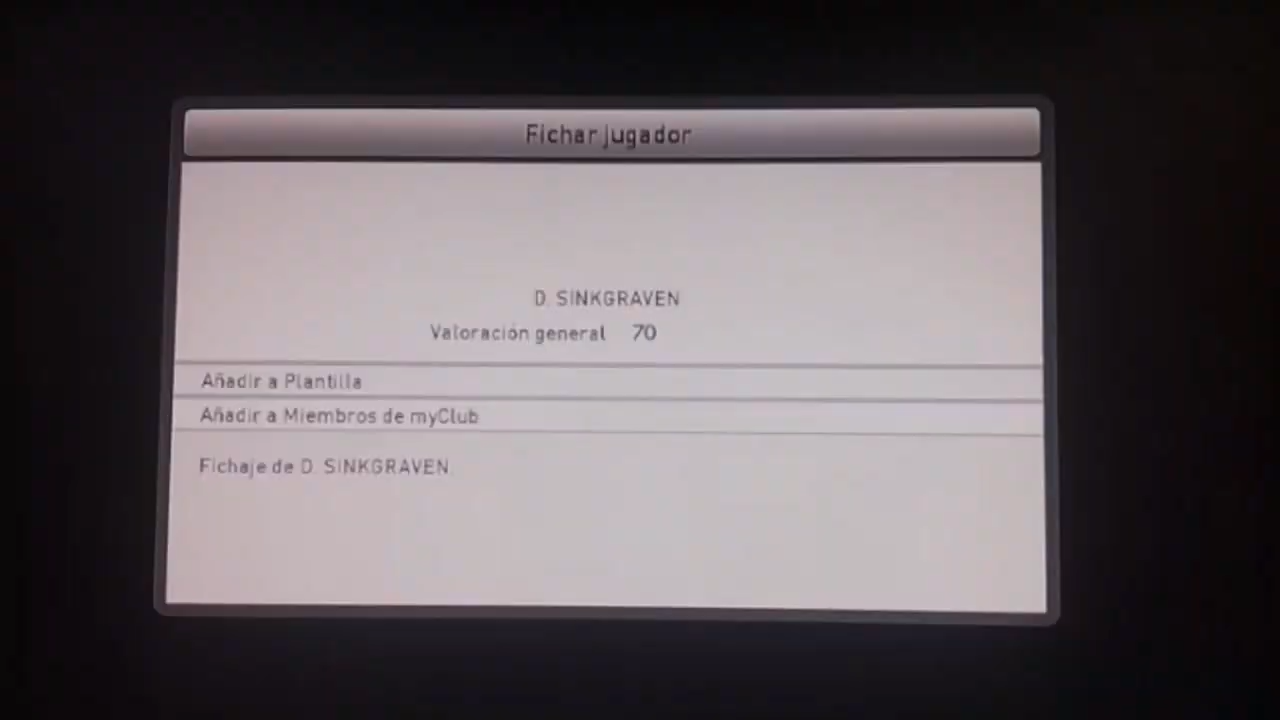 Fichar jugador
D. SINKGRAVEN
Valoración general 70
Añadir a Plantilla
Añadir a Miembros de myClub
Fichaje de D. SINKGRAVEN.